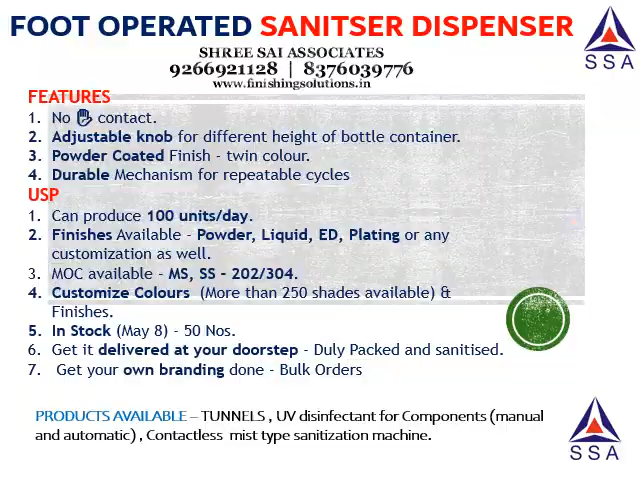 FOOT OPERATED SANITSER DISPENSER
SSA
SHREE SAI ASSOCIATES
9266921128 | 8376039776
www.finishingsolutions.in
FEATURES
1. No contact.
2. Adjustable knob for different height of bottle container.
3. Powder Coated Finish - twin colour.
4. Durable Mechanism for repeatable cycles
USP
1. Can produce 100 units/day.
2. Finishes Available - Powder, Liquid, ED, Plating or any
customization as well.
3. MOC available - MS, SS - 202/304.
4. Customize Colours (More than 250 shades available) &
Finishes.
5. In Stock (May 8) - 50 Nos.
6. Get it delivered at your doorstep - Duly Packed and sanitised.
7. Get your own branding done - Bulk Orders
PRODUCTS AVAILABLE – TUNNELS , UV disinfectant for Components (manual
and automatic) , Contactless mist type sanitization machine.
SSA